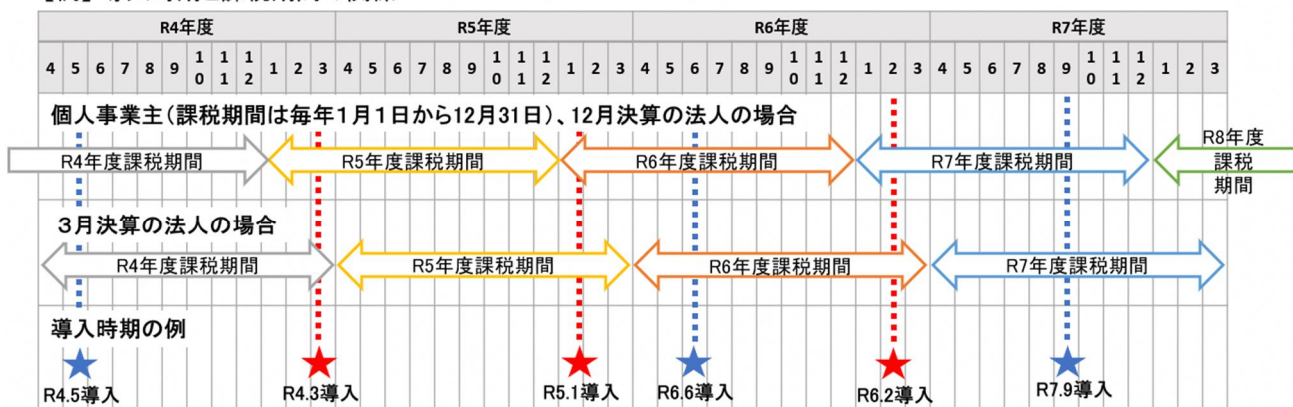 R4年度 R5年度 R6年度 R7年度
4 5 6 7 8 9 10 11 12 1 2 3 4 5 6 7 8 9 10 11 12 1 2 3 4 5 6 7 8 9 10 11 12 1 2 3 4 5 6 7 8 9 10 11 12 1 2 3
個人事業主(課税期間は毎年1月1日から12月31日)、12月決算の法人の場合
R4年度課税期間 R5年度課税期間 R6年度課税期間 R7年度課税期間 R8年度
課税
期間
3月決算の法人の場合
R4年度課税期間 R5年度課税期間 R6年度課税期間 R7年度課税期間
導入時期の例
R4.5導入 R4.3導入 R5.1導入 R6.6導入 R6.2導入 R7.9導入